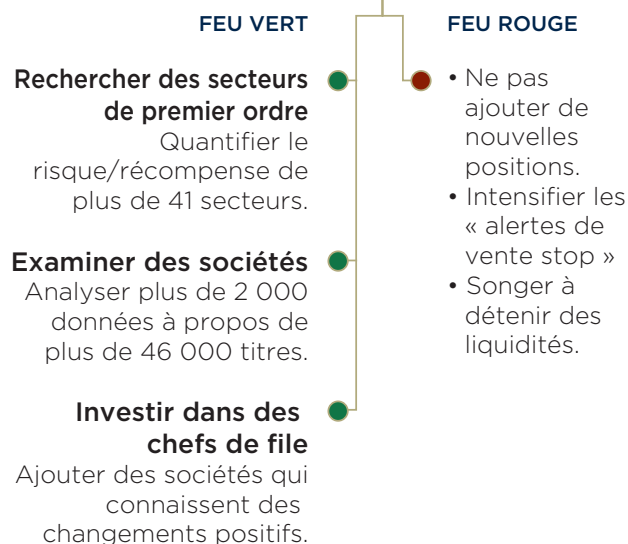 FEU VERT
Rechercher des secteurs
de premier ordre
Quantifier le
risque/récompense de
plus de 41 secteurs.
Examiner des sociétés
Analyser plus de 2 000
données à propos de
plus de 46 000 titres.
Investir dans des
chefs de file
Ajouter des sociétés qui
connaissent des
changements positifs.
FEU ROUGE
• Ne pas
ajouter de
nouvelles
positions.
• Intensifier les
« alertes de
vente stop »
• Songer à
détenir des
liquidités.